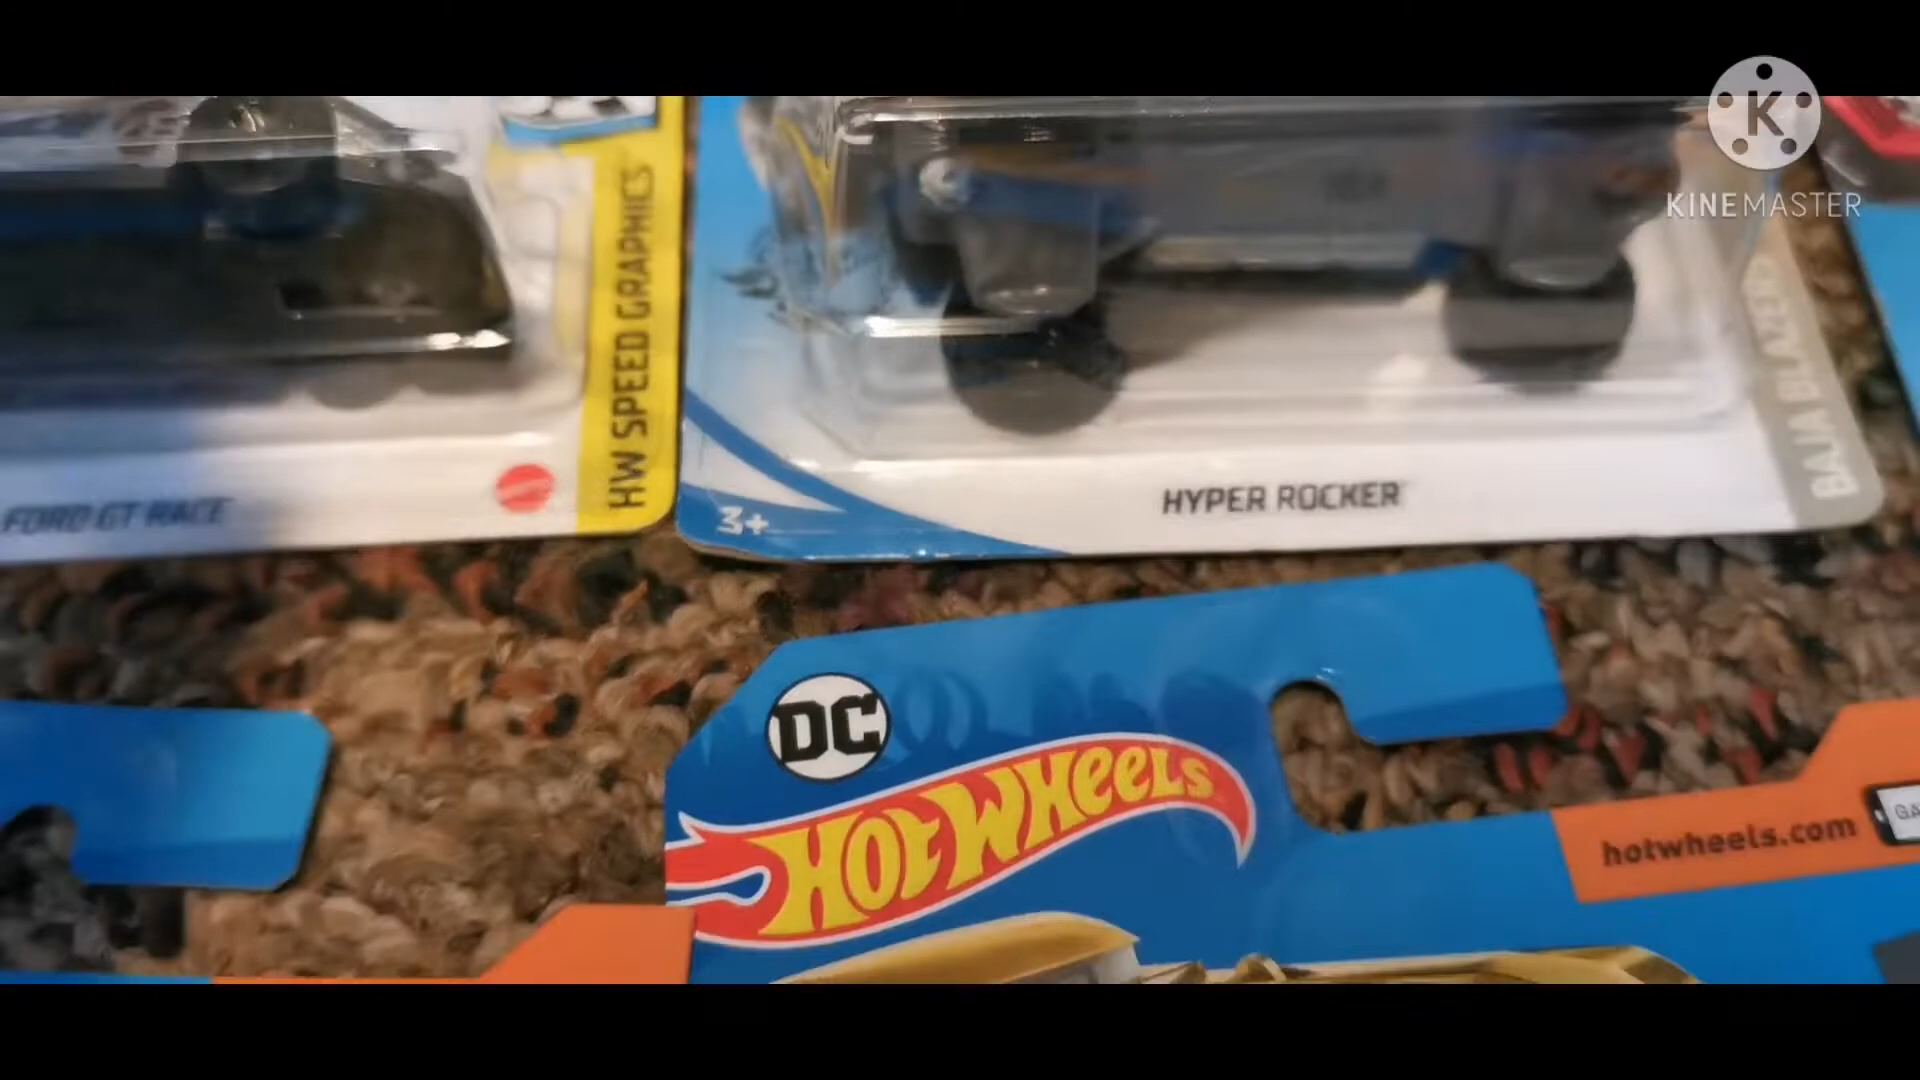 KINEMASTER
HW SPEED GRAPHICS
BAJA BLAZERS
FORD GT RACE
3+
HYPER ROCKER
DC
HOT WHEELS
hotwheels.com